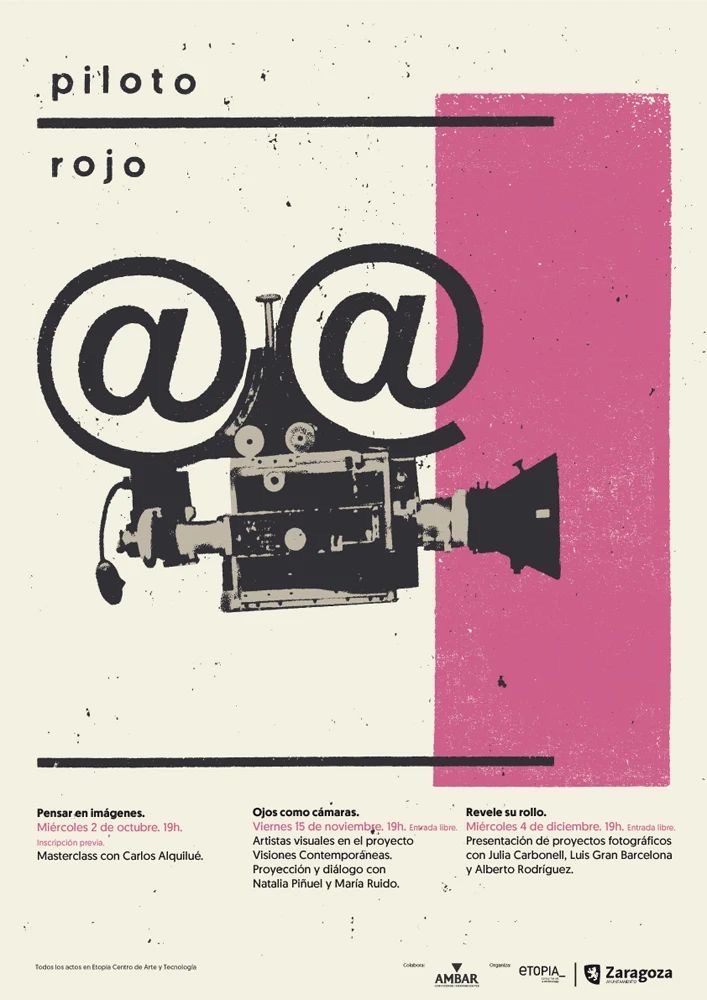 piloto
rojo
@@
Pensar en imágenes.
Miércoles 2 de octubre. 19h.
Inscripción previa.
Masterclass con Carlos Alquilué.
Ojos como cámaras.
Viernes 15 de noviembre. 19h. Entrada libre.
Artistas visuales en el proyecto
Visiones Contemporáneas.
Proyección y diálogo con
Natalia Piñuel y María Ruido.
Revele su rollo.
Miércoles 4 de diciembre. 19h. Entrada libre.
Presentación de proyectos fotográficos
con Julia Carbonell, Luis Gran Barcelona
y Alberto Rodríguez.
Todos los actos en Etopia Centro de Arte y Tecnología
Colabora:
AMBAR
Organiza:
etopia_
Zaragoza
AYUNTAMIENTO